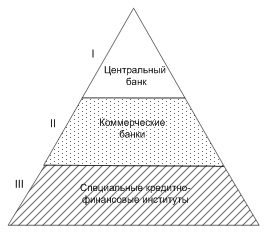 I
Центральный
банк
II
Коммерческие
банки
III
Специальные кредитно-
финансовые институты